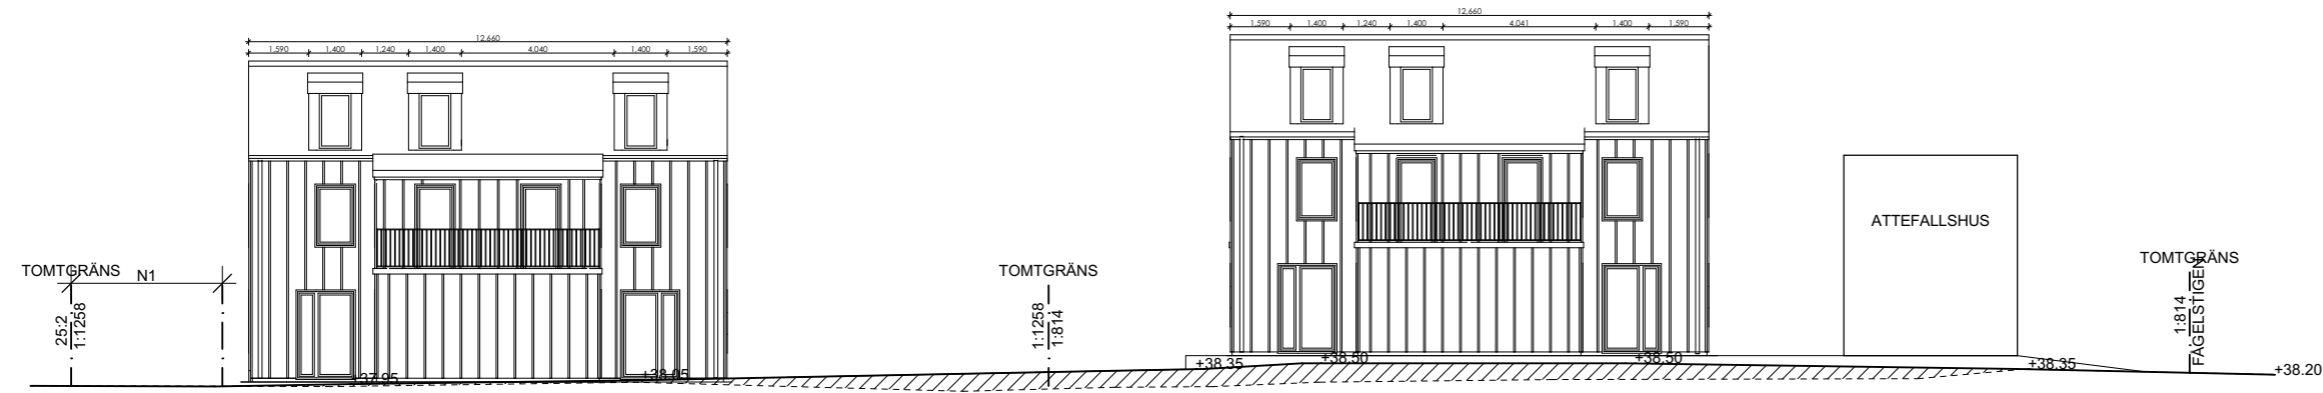 12,660
1,590 1,400 1,240 1,400 4,040 1,400 1,590
12,660
1,590 1,400 1,240 1,400 4,041 1,400 1,590
TOMTGRÄNS
N1
25:2
1:1258
+37.95
+38.05
TOMTGRÄNS
1:1258
1:814
+38.35
+38.50
+38.50
ATTEFALLSHUS
+38.35
TOMTGRÄNS
1:814
FÅGELSTIGEN
+38.20